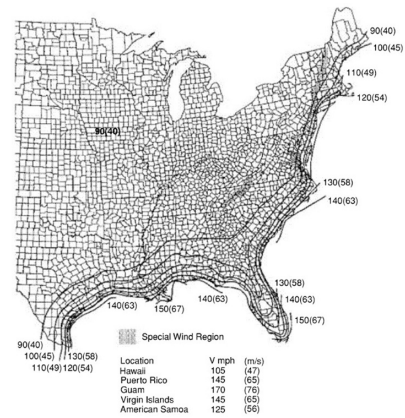 90(40)
100(45)
110(49)
120(54)
90(40)
130(58)
140(63)
130(58)
140(63)
140(63)
140(63)
150(67)
150(67)
90(40)
100(45)
130(58)
110(49)
120(54)
Special Wind Region
Location V mph (m/s)
Hawaii 105 (47)
Puerto Rico 145 (65)
Guam 170 (76)
Virgin Islands 145 (65)
American Samoa 125 (56)